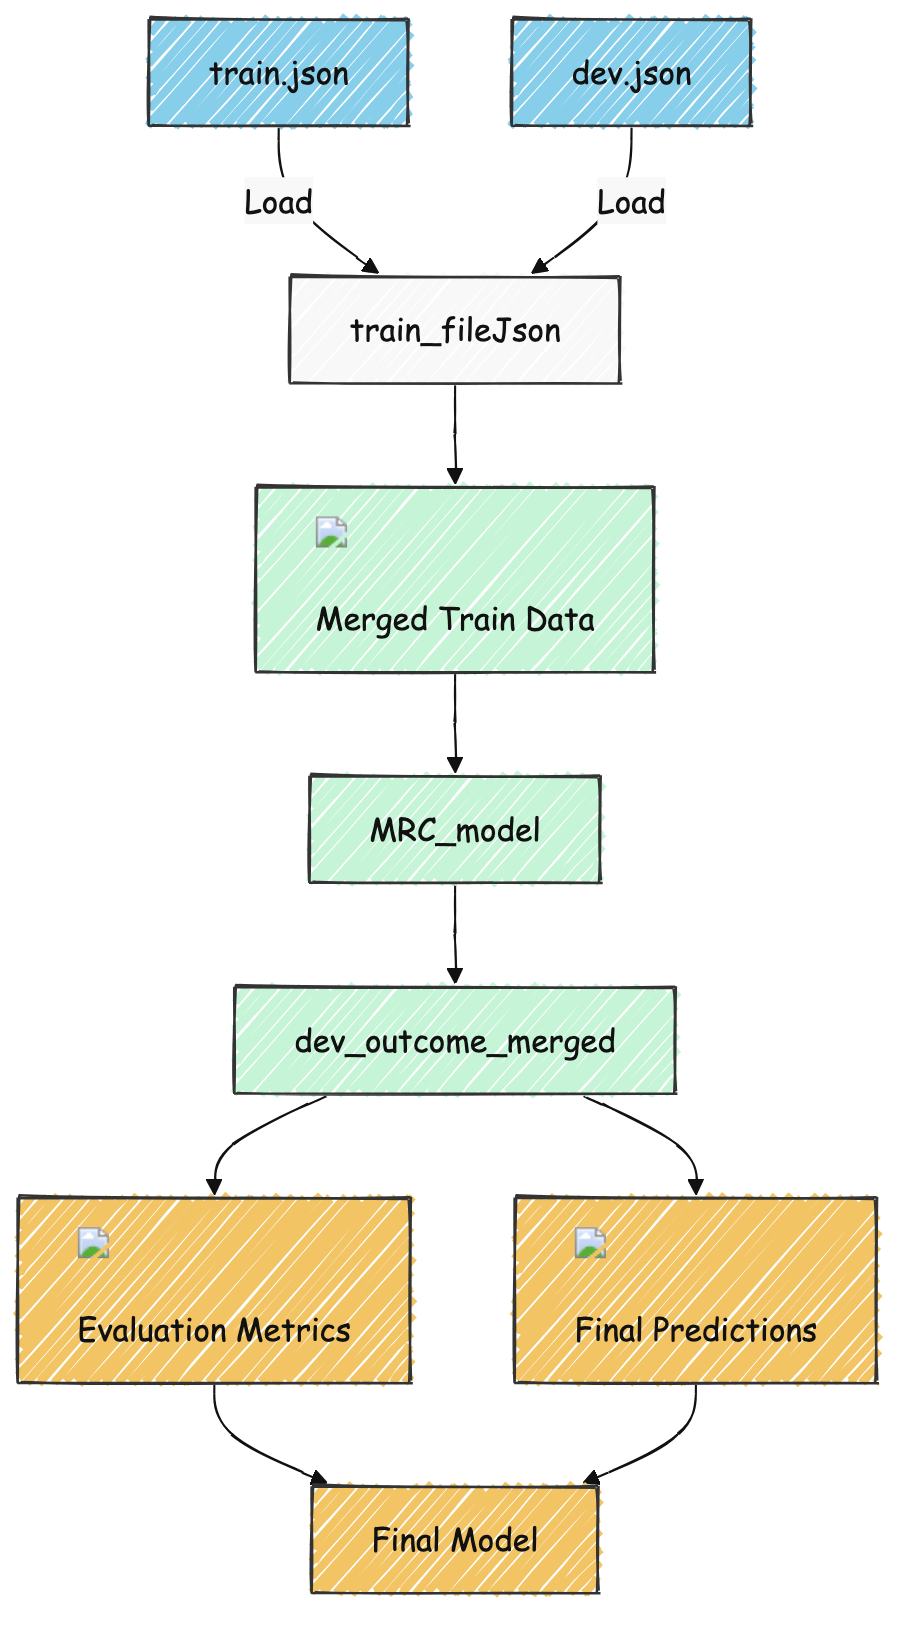 train.json
dev.json
Load
Load
train_fileJson
Merged Train Data
MRC_model
dev_outcome_merged
Evaluation Metrics
Final Predictions
Final Model